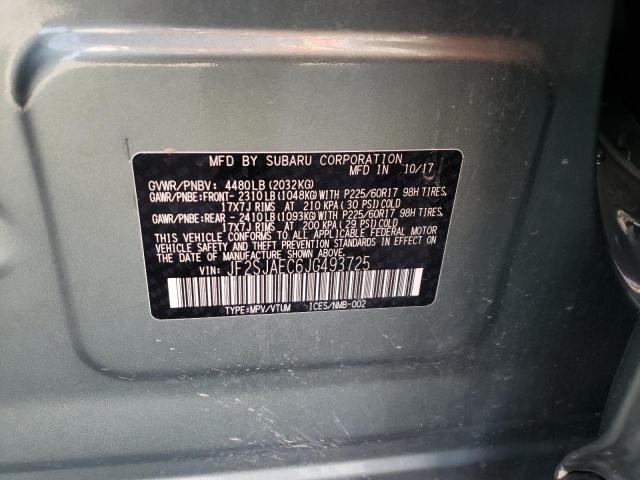 MFD BY SUBARU CORPORATION
MFD IN 10/17
GVWR/PNBV: 4480LB(2032KG)
GAWR/PNBE:FRONT- 2310LB(1048KG)WITH P225/60R17 98H TIRES,
17X7J RIMS AT 210 KPA(30 PSI)COLD
GAWR/PNBE:REAR - 2410LB(1093KG)WITH P225/60R17 98H TIRES,
17X7J RIMS AT 200 KPA(29 PSI)COLD
THIS VEHICLE CONFORMS TO ALL APPLICABLE FEDERAL MOTOR
VEHICLE SAFETY AND THEFT PREVENTION STANDARDS IN EFFECT ON
THE DATE OF MANUFACTURE SHOWN ABOVE.
VIN: JF2SJAEC6JG493725
TYPE:MPV/VTUM ICES/NMB-002